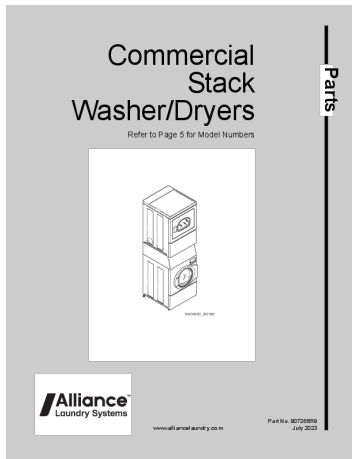 Commercial
Stack
Washer/Dryers
Refer to Page 5 for Model Numbers
Parts
Alliance
Laundry Systems
www.alliancelaundry.com
Part No. 807266R9
July 2023